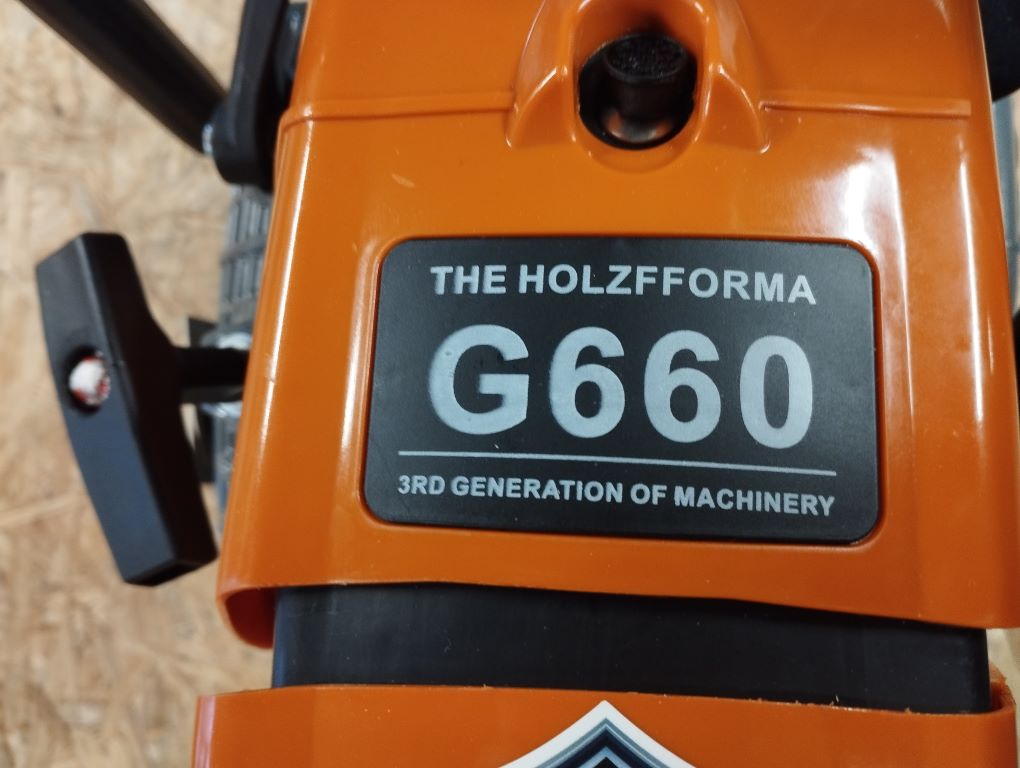 THE HOLZFFORMA
G660
3RD GENERATION OF MACHINERY